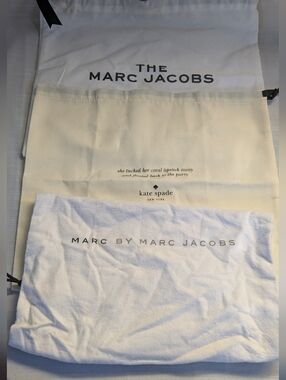 THE
MARC JACOBS
she tucked her coral lipstick away
and danced back to the party
kate spade
NEW YORK
MARC BY MARC JACOBS